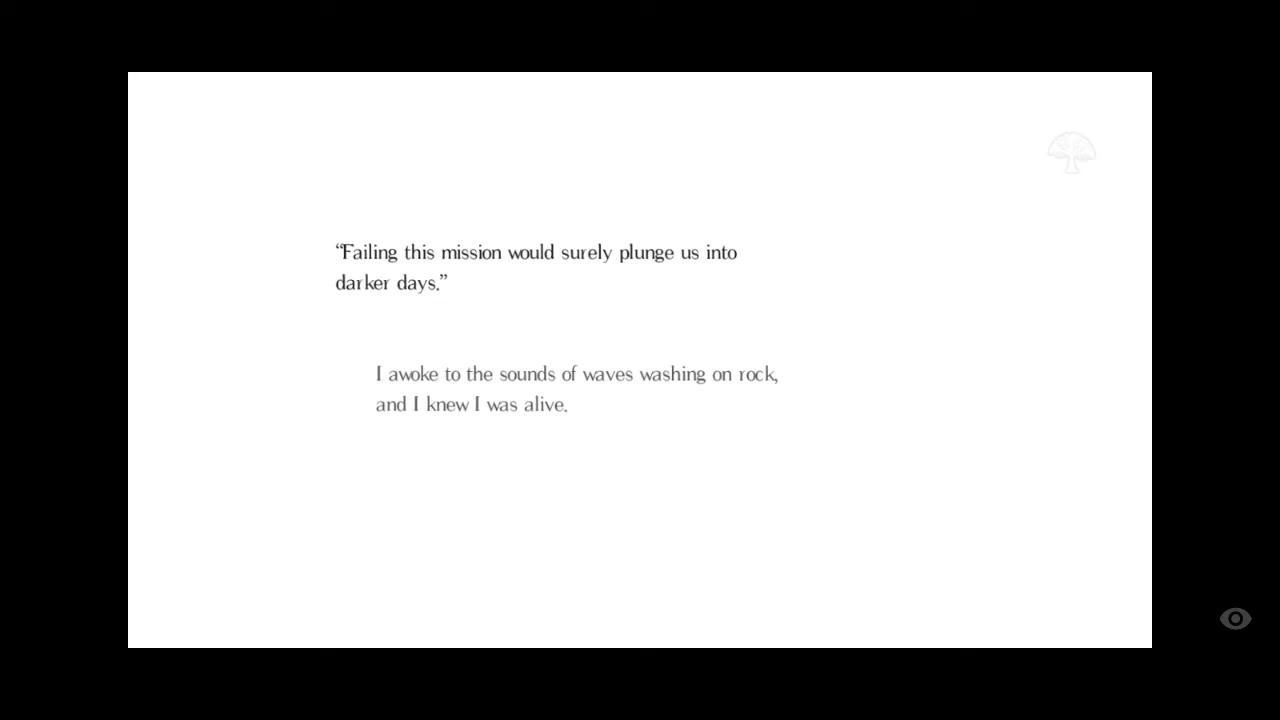 “Failing this mission would surely plunge us into
darker days.”
I awoke to the sounds of waves washing on rock,
and I knew I was alive.